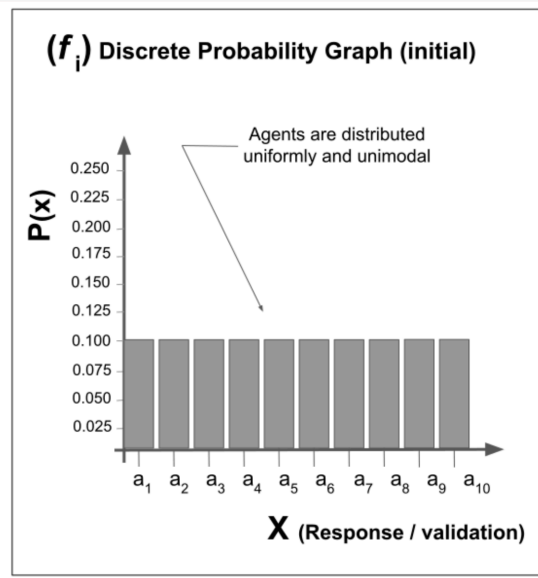 (f i) Discrete Probability Graph (initial)
Agents are distributed
uniformly and unimodal
P(x)
0.250
0.225
0.200
0.175
0.150
0.125
0.100
0.075
0.050
0.025
a1 a2 a3 a4 a5 a6 a7 a8 a9 a10
X (Response / validation)